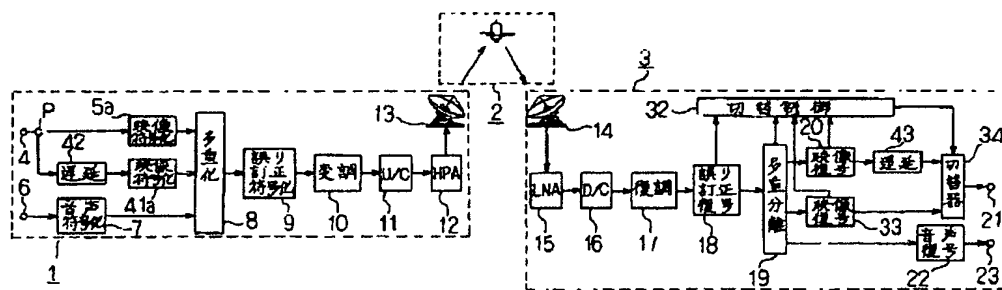 1
4
P
5a
映像符号化
42
遅延
映像符号化
41a
6
音声符号化
7
多重化
8
誤り訂正符号化
9
変調
10
U/C
11
HPA
12
13
2
3
14
LNA
15
D/C
16
復調
17
誤り訂正復号
18
多重分離
19
32
切替制御
20
映像復号
43
遅延
34
切替器
21
映像復号
33
音声復号
22
23